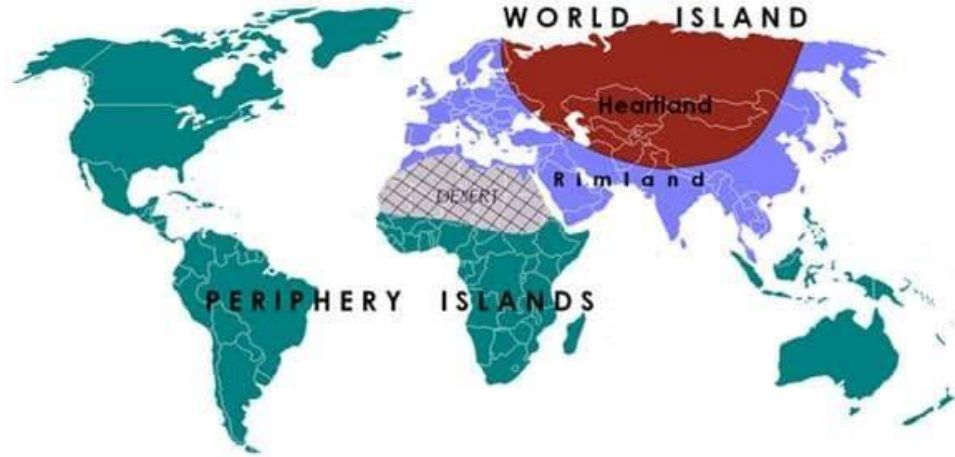 WORLD ISLAND
Heartland
Rimland
DESERT
PERIPHERY ISLANDS